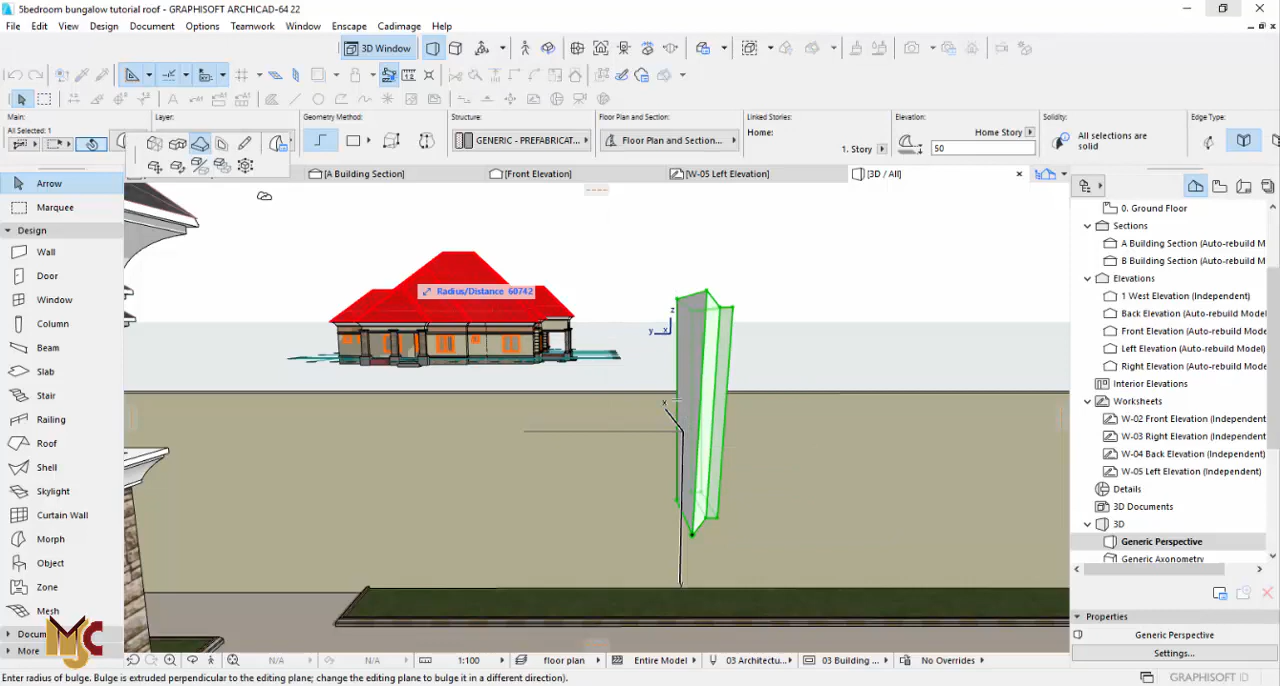 5bedroom bungalow tutorial roof - GRAPHISOFT ARCHICAD-64 22
File Edit View Design Document Options Teamwork Window Enscape Cadimage Help
3D Window
Main: Layer: Geometry Method: Structure: Floor Plan and Section: Linked Stories: Elevation: Solidity: Edge Type:
All Selected: 1
GENERIC - PREFABRICAT...
Floor Plan and Section...
Home:
1. Story
Home Story
50
All selections are solid
[A Building Section] [Front Elevation] [W-05 Left Elevation] [3D / All]
Arrow
Marquee
Design
Wall
Door
Window
Column
Beam
Slab
Stair
Railing
Roof
Shell
Skylight
Curtain Wall
Morph
Object
Zone
Mesh
Docum
More
MSC
Radius/Distance 60742
z
y x
x
0. Ground Floor
Sections
A Building Section (Auto-rebuild M
B Building Section (Auto-rebuild M
Elevations
1 West Elevation (Independent)
Back Elevation (Auto-rebuild Model
Front Elevation (Auto-rebuild Mode
Left Elevation (Auto-rebuild Model)
Right Elevation (Auto-rebuild Mode
Interior Elevations
Worksheets
W-02 Front Elevation (Independent
W-03 Right Elevation (Independent
W-04 Back Elevation (Independent)
W-05 Left Elevation (Independent)
Details
3D Documents
3D
Generic Perspective
Generic Axonometry
Properties
Generic Perspective
Settings...
N/A N/A 1:100 floor plan Entire Model 03 Architectu... 03 Building ... No Overrides
Enter radius of bulge. Bulge is extruded perpendicular to the editing plane; change the editing plane to bulge it in a different direction).
GRAPHISOFT ID